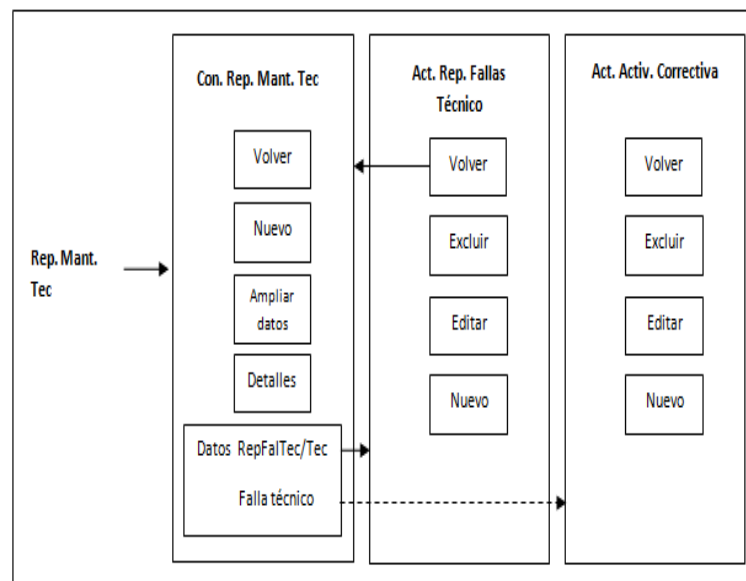 Rep. Mant.
Tec
Con. Rep. Mant. Tec
Volver
Nuevo
Ampliar
datos
Detalles
Datos RepFalTec/Tec
Falla técnico
Act. Rep. Fallas
Técnico
Volver
Excluir
Editar
Nuevo
Act. Activ. Correctiva
Volver
Excluir
Editar
Nuevo